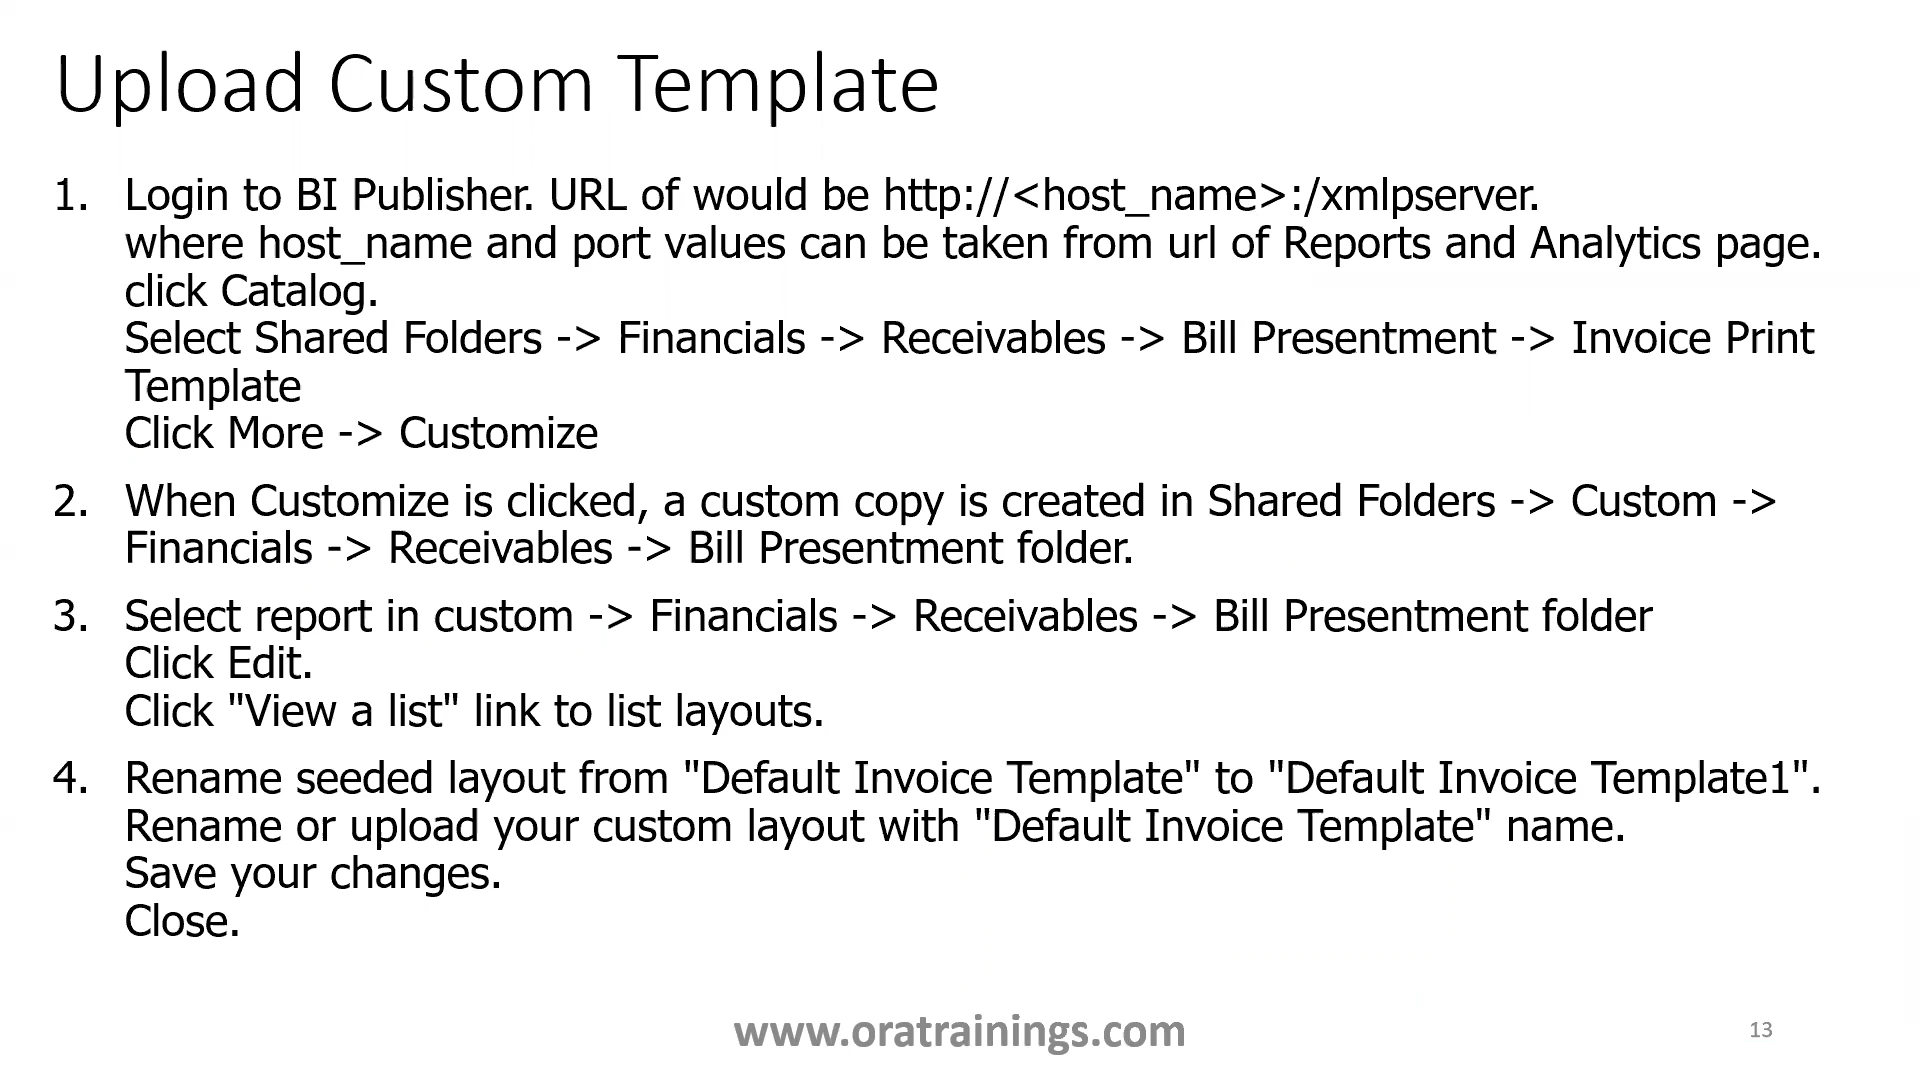 Upload Custom Template
1. Login to BI Publisher. URL of would be http://<host_name>:/xmlpserver.
where host_name and port values can be taken from url of Reports and Analytics page.
click Catalog.
Select Shared Folders -> Financials -> Receivables -> Bill Presentment -> Invoice Print
Template
Click More -> Customize
2. When Customize is clicked, a custom copy is created in Shared Folders -> Custom ->
Financials -> Receivables -> Bill Presentment folder.
3. Select report in custom -> Financials -> Receivables -> Bill Presentment folder
Click Edit.
Click "View a list" link to list layouts.
4. Rename seeded layout from "Default Invoice Template" to "Default Invoice Template1".
Rename or upload your custom layout with "Default Invoice Template" name.
Save your changes.
Close.
www.oratrainings.com
13